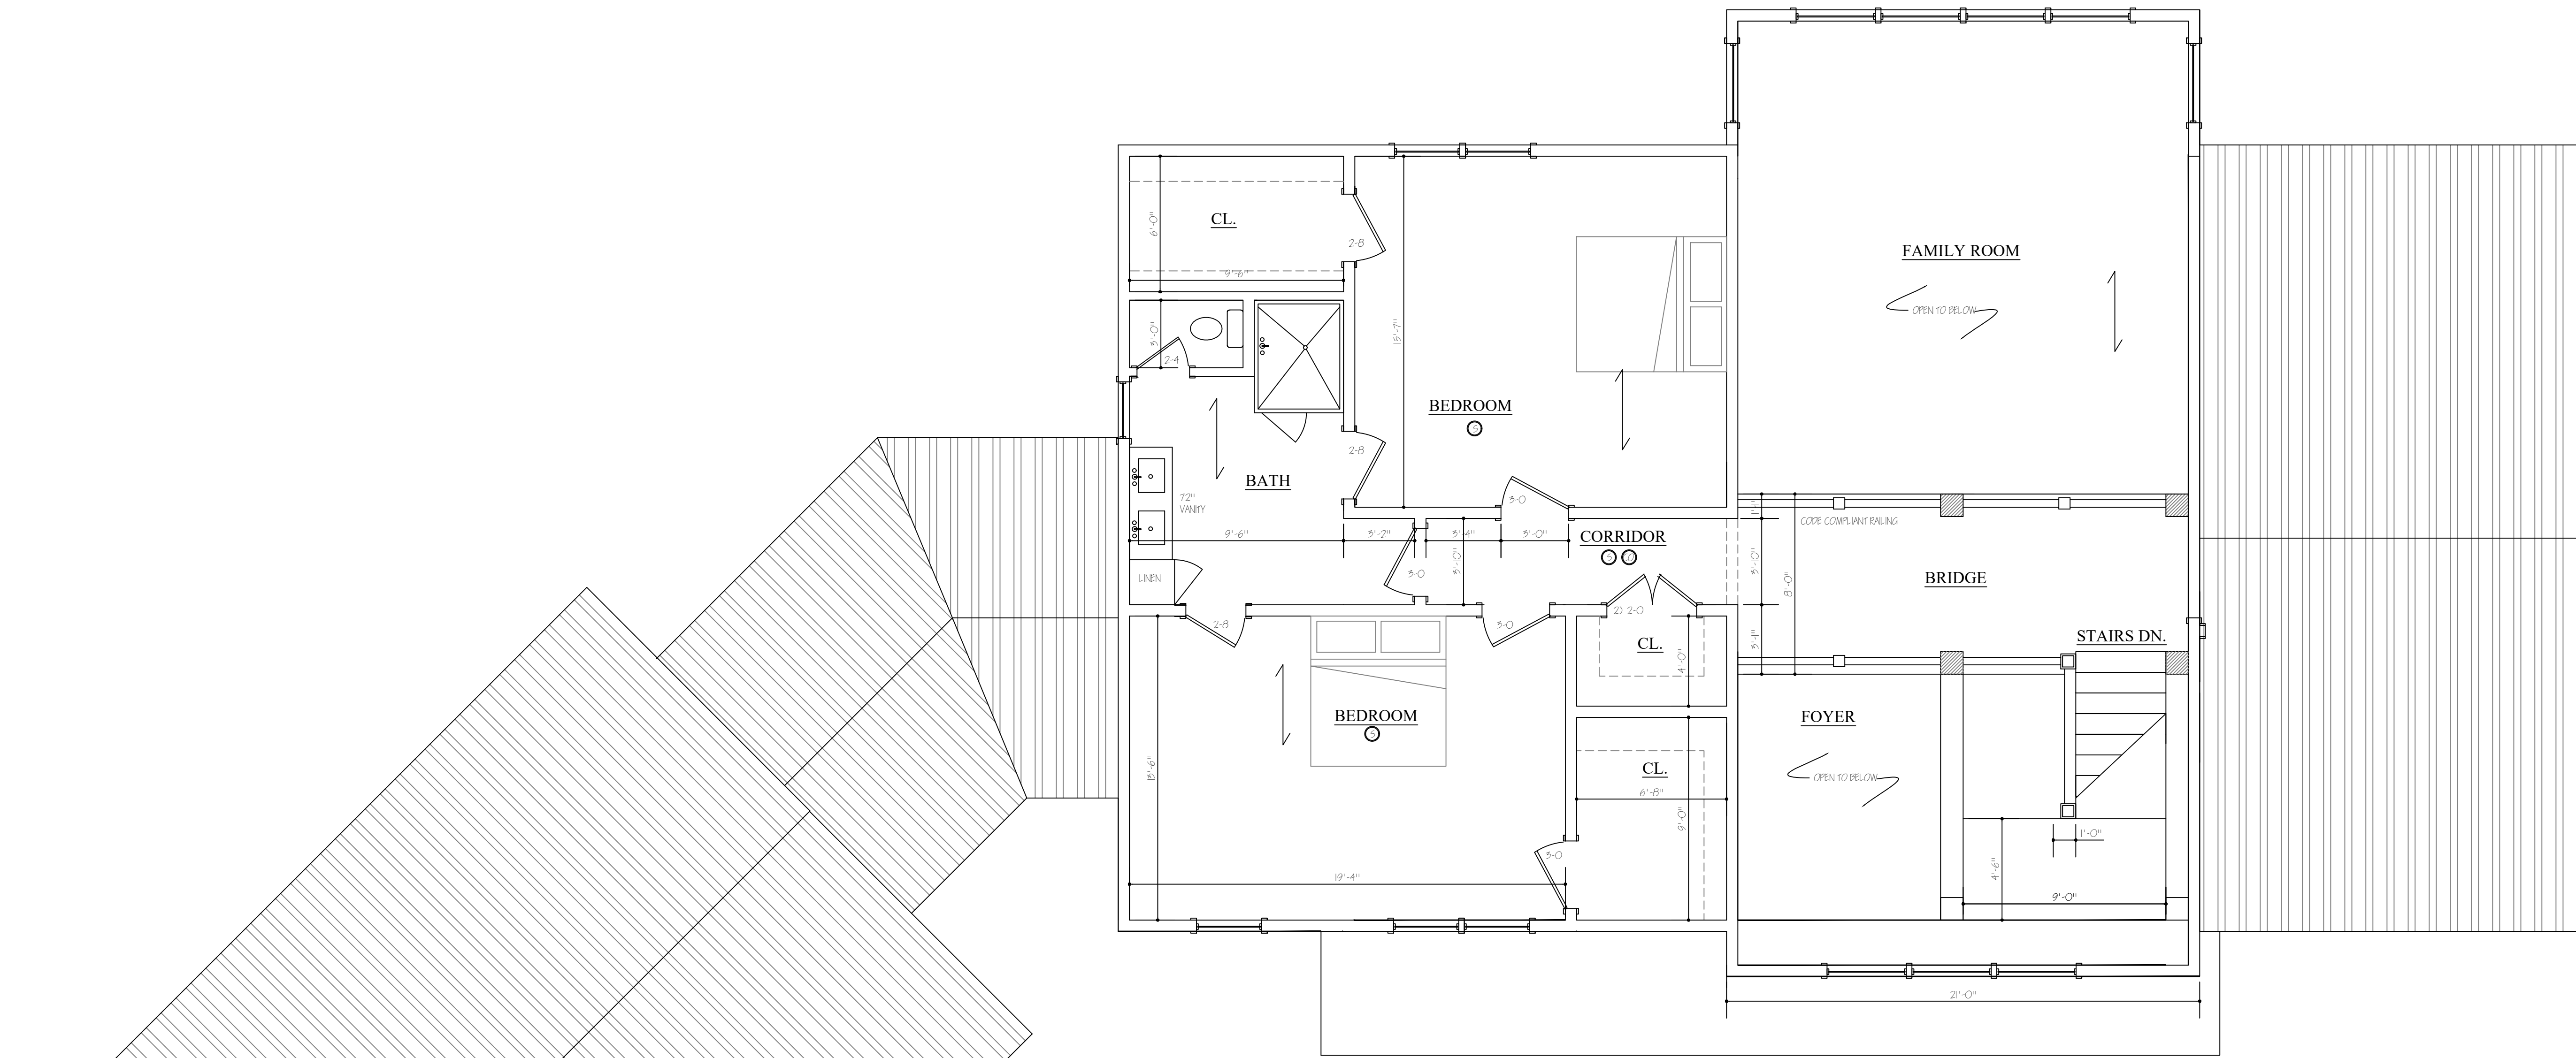 FAMILY ROOM
OPEN TO BELOW
CL.
6'-0"
9'-6"
2-8
3'-0"
2-4
15'-7"
BEDROOM
S
2-8
BATH
72"
VANITY
3-0
1'-1"
CODE COMPLIANT RAILING
9'-6"
3'-2"
3'-4"
3'-0"
CORRIDOR
S
CO
3'-10"
3'-10"
8'-0"
3-0
LINEN
BRIDGE
2-8
3-0
2) 2-0
STAIRS DN.
CL.
4'-0"
3'-1"
BEDROOM
S
FOYER
OPEN TO BELOW
13'-6"
CL.
6'-8"
9'-0"
3-0
1'-0"
4'-6"
19'-4"
9'-0"
21'-0"